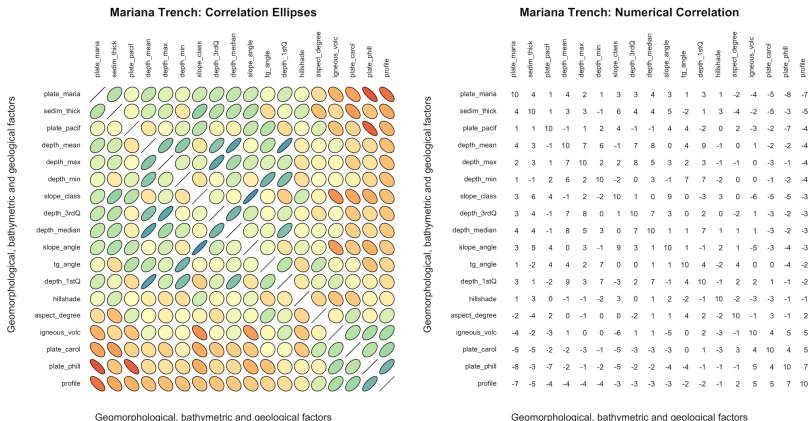 Mariana Trench: Correlation Ellipses
plate_maria
sedim_thick
plate_pacif
depth_mean
depth_max
depth_min
slope_class
depth_3rdQ
depth_median
slope_angle
tg_angle
depth_1stQ
hillshade
aspect_degree
igneous_volc
plate_carol
plate_phill
profile
Geomorphological, bathymetric and geological factors
plate_maria
sedim_thick
plate_pacif
depth_mean
depth_max
depth_min
slope_class
depth_3rdQ
depth_median
slope_angle
tg_angle
depth_1stQ
hillshade
aspect_degree
igneous_volc
plate_carol
plate_phill
profile
Geomorphological, bathymetric and geological factors
Mariana Trench: Numerical Correlation
plate_maria
sedim_thick
plate_pacif
depth_mean
depth_max
depth_min
slope_class
depth_3rdQ
depth_median
slope_angle
tg_angle
depth_1stQ
hillshade
aspect_degree
igneous_volc
plate_carol
plate_phill
profile
Geomorphological, bathymetric and geological factors
plate_maria 10 4 1 4 2 1 3 3 4 3 1 3 1 -2 -4 -5 -8 -7
sedim_thick 4 10 1 3 3 -1 6 4 4 5 -2 1 3 -4 -2 -5 -3 -5
plate_pacif 1 1 10 -1 1 2 4 -1 -1 4 4 -2 0 2 -3 -2 -7 -4
depth_mean 4 3 -1 10 7 6 -1 7 8 0 4 9 -1 0 1 -2 -2 -4
depth_max 2 3 1 7 10 2 2 8 5 3 2 3 -1 -1 0 -3 -1 -4
depth_min 1 -1 2 6 2 10 -2 0 3 -1 7 7 -2 0 0 -1 -2 -4
slope_class 3 6 4 -1 2 -2 10 1 0 9 0 -3 3 0 -6 -5 -5 -3
depth_3rdQ 3 4 -1 7 8 0 1 10 7 3 0 2 0 -2 1 -3 -2 -3
depth_median 4 4 -1 8 5 3 0 7 10 1 1 7 1 1 1 -3 -2 -3
slope_angle 3 5 4 0 3 -1 9 3 1 10 1 -1 2 1 -5 -3 -4 -3
tg_angle 1 -2 4 4 2 7 0 0 1 1 10 4 -2 4 0 0 -4 -2
depth_1stQ 3 1 -2 9 3 7 -3 2 7 -1 4 10 -1 2 2 1 -1 -2
hillshade 1 3 0 -1 -1 -2 3 0 1 2 -2 -1 10 -2 -3 -3 -1 -1
aspect_degree -2 -4 2 0 -1 0 0 -2 1 1 4 2 -2 10 -1 3 -1 2
igneous_volc -4 -2 -3 1 0 0 -6 1 1 -5 0 2 -3 -1 10 4 5 5
plate_carol -5 -5 -2 -2 -3 -1 -5 -3 -3 -3 0 1 -3 3 4 10 4 5
plate_phill -8 -3 -7 -2 -1 -2 -5 -2 -2 -4 -4 -1 -1 -1 5 4 10 7
profile -7 -5 -4 -4 -4 -4 -3 -3 -3 -3 -2 -2 -1 2 5 5 7 10
Geomorphological, bathymetric and geological factors